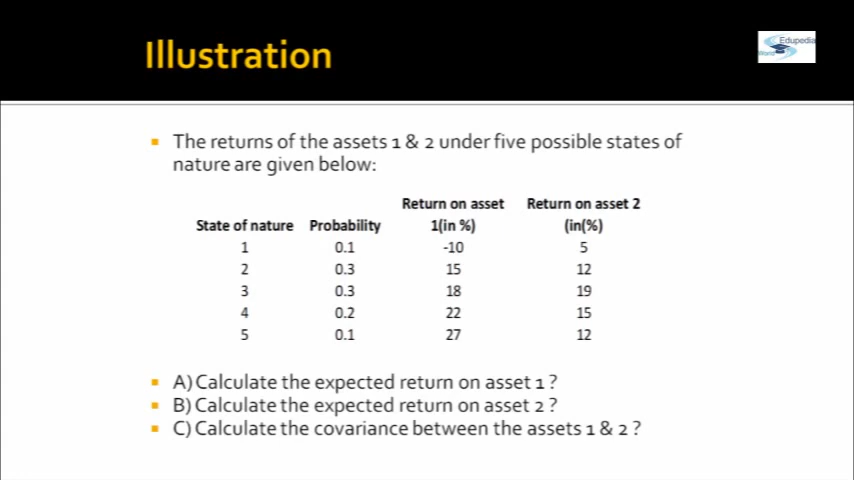 Illustration
Edupedia
World
The returns of the assets 1 & 2 under five possible states of
nature are given below:
Return on asset Return on asset 2
State of nature Probability 1(in %) (in(%)
1 0.1 -10 5
2 0.3 15 12
3 0.3 18 19
4 0.2 22 15
5 0.1 27 12
A) Calculate the expected return on asset 1 ?
B) Calculate the expected return on asset 2 ?
C) Calculate the covariance between the assets 1 & 2 ?